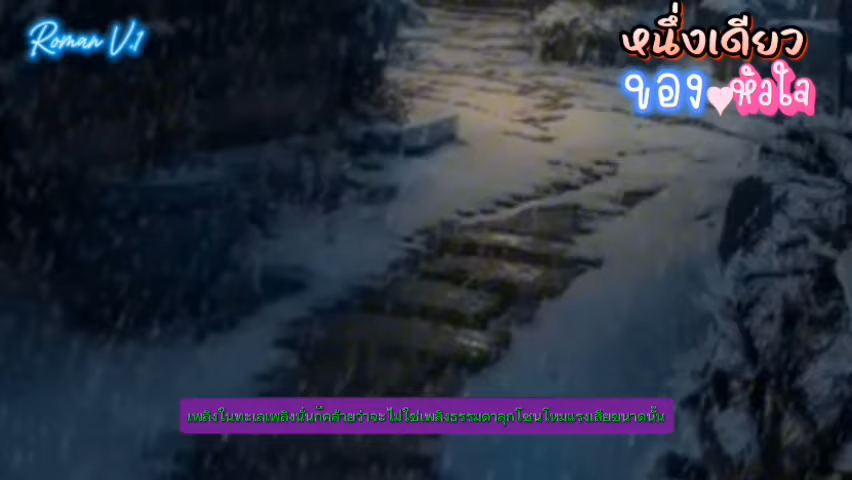 Roman V.1
หนึ่งเดียว
ของหัวใจ
เพลิงในทะเลเพลิงนั่นก็คล้ายว่าจะไม่ใช่เพลิงธรรมดาลุกโชนโหมแรงเสียขนาดนั้น